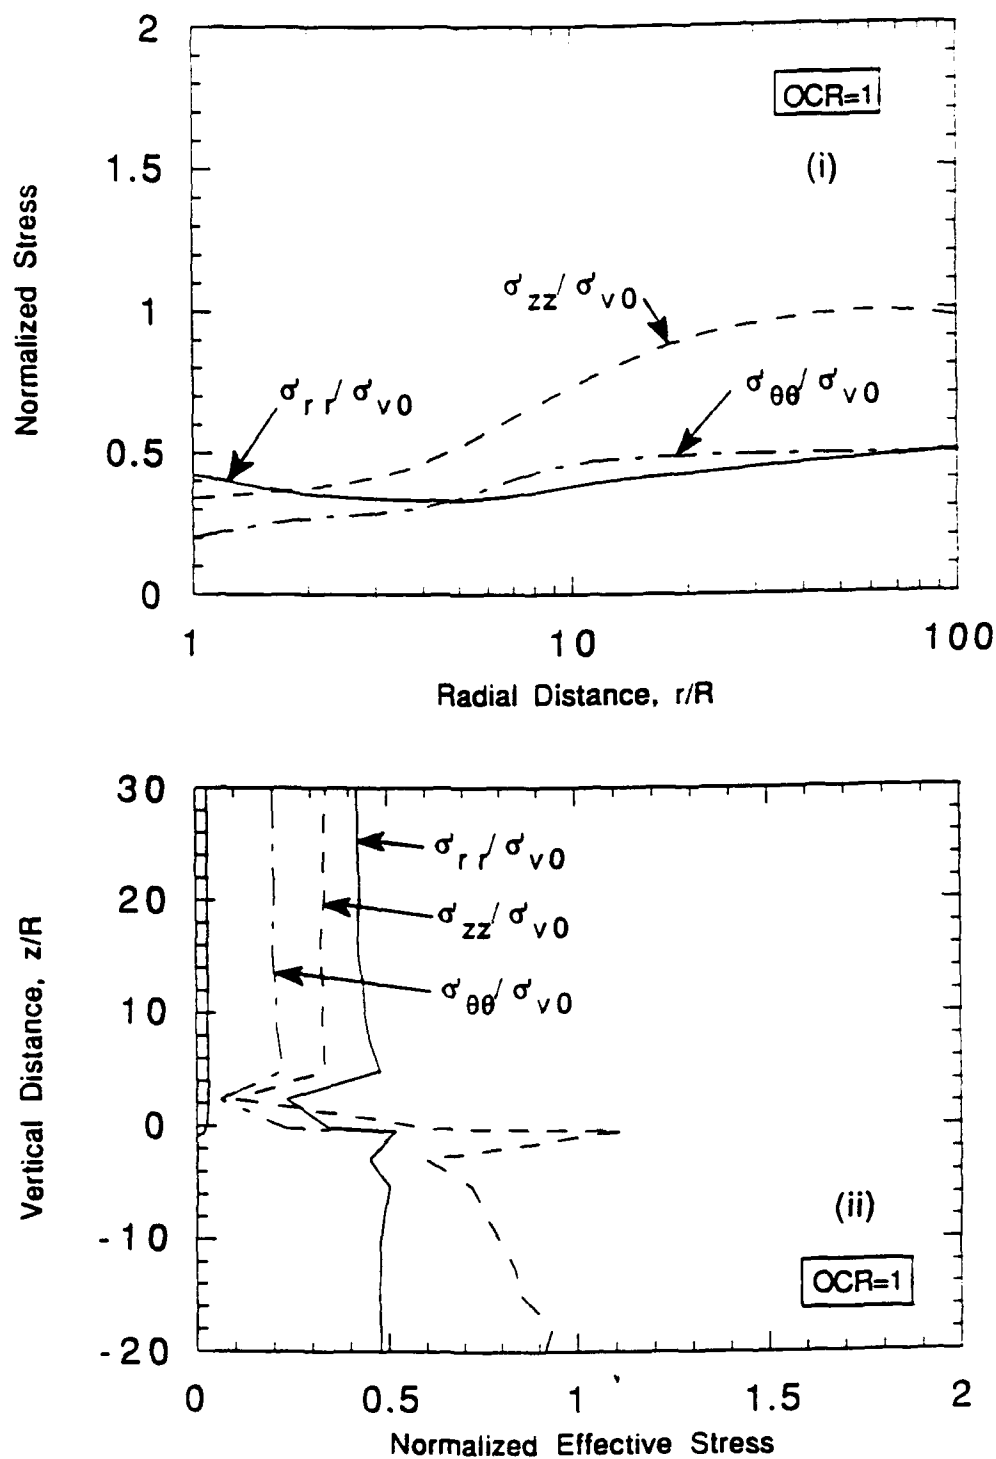 2
OCR=1
(i)
1.5
Normalized Stress
σ'zz/σ'v0
1
σ'rr/σ'v0
σ'θθ/σ'v0
0.5
0
1 10 100
Radial Distance, r/R
30
σ'rr/σ'v0
20
σ'zz/σ'v0
σ'θθ/σ'v0
10
Vertical Distance, z/R
0
(ii)
-10
OCR=1
-20
0 0.5 1 1.5 2
Normalized Effective Stress